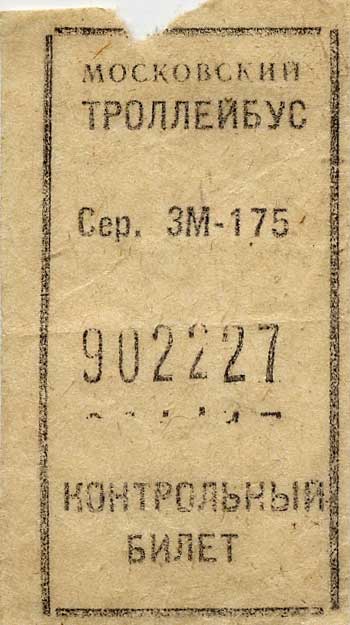 МОСКОВСКИЙ
ТРОЛЛЕЙБУС
Сер. ЗМ-175
902227
КОНТРОЛЬНЫЙ
БИЛЕТ